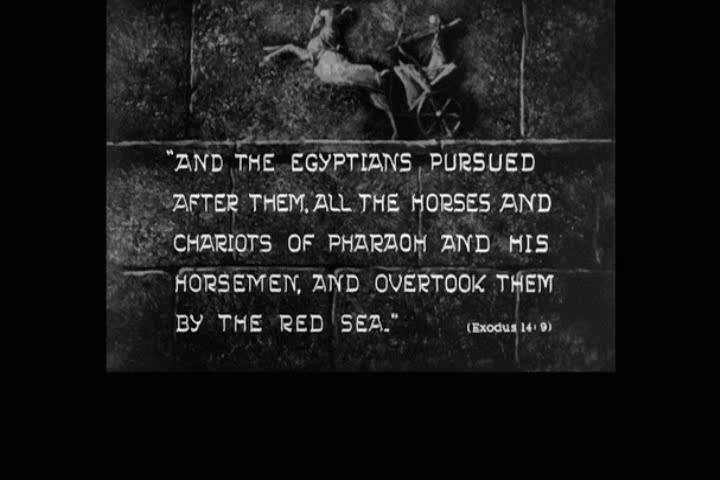 "AND THE EGYPTIANS PURSUED
AFTER THEM, ALL THE HORSES AND
CHARIOTS OF PHARAOH AND HIS
HORSEMEN, AND OVERTOOK THEM
BY THE RED SEA."
(Exodus 14: 9)